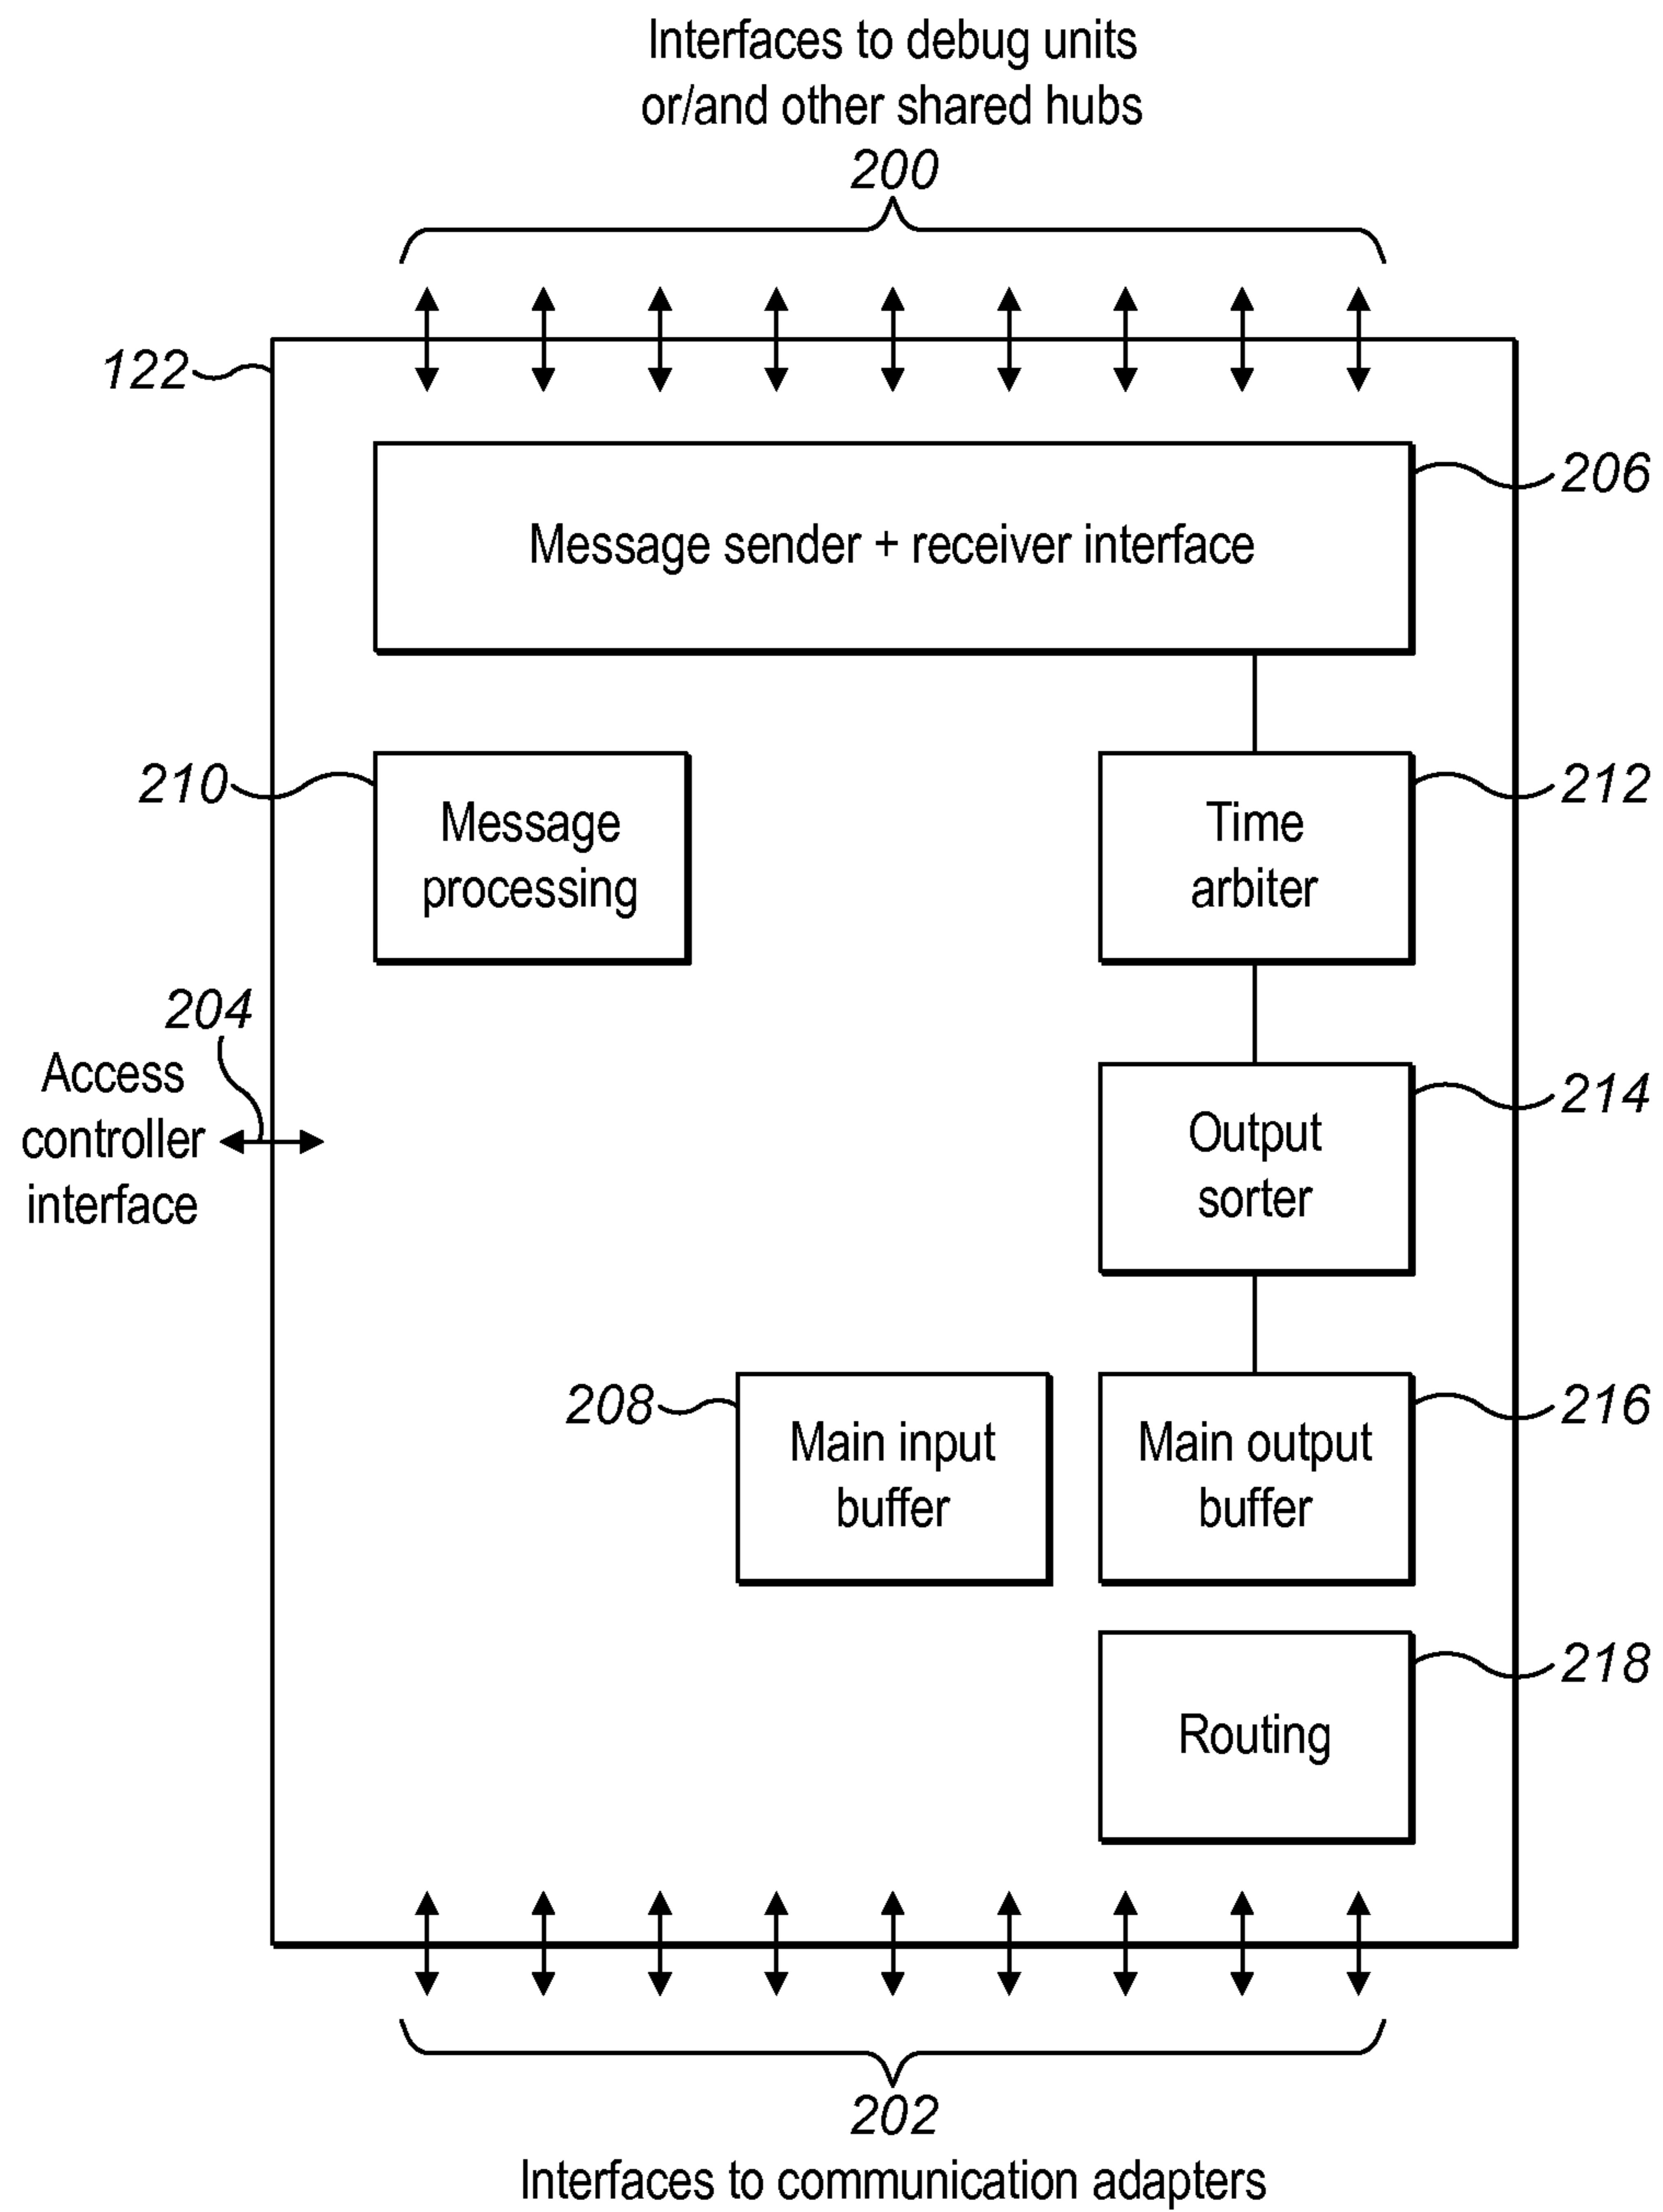 Interfaces to debug units
or/and other shared hubs
200
122
206
Message sender + receiver interface
210
Message
processing
212
Time
arbiter
204
Access
controller
interface
214
Output
sorter
208
Main input
buffer
216
Main output
buffer
218
Routing
202
Interfaces to communication adapters